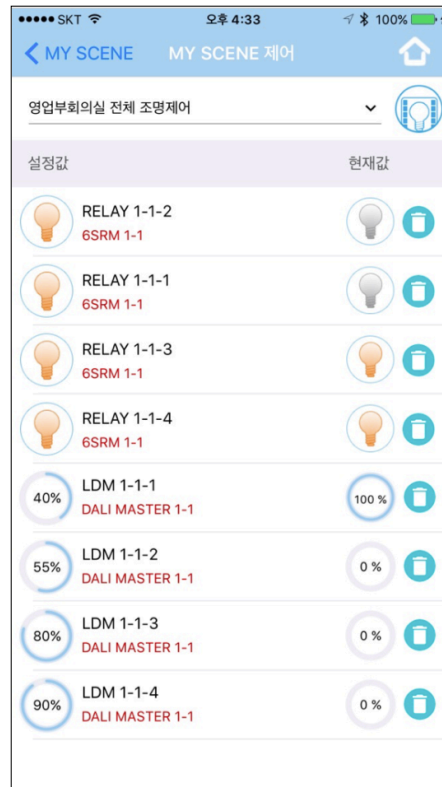 SKT 오후 4:33 100%
MY SCENE MY SCENE 제어
영업부회의실 전체 조명제어
설정값 현재값
RELAY 1-1-2
6SRM 1-1
RELAY 1-1-1
6SRM 1-1
RELAY 1-1-3
6SRM 1-1
RELAY 1-1-4
6SRM 1-1
40% LDM 1-1-1 100 %
DALI MASTER 1-1
55% LDM 1-1-2 0 %
DALI MASTER 1-1
80% LDM 1-1-3 0 %
DALI MASTER 1-1
90% LDM 1-1-4 0 %
DALI MASTER 1-1